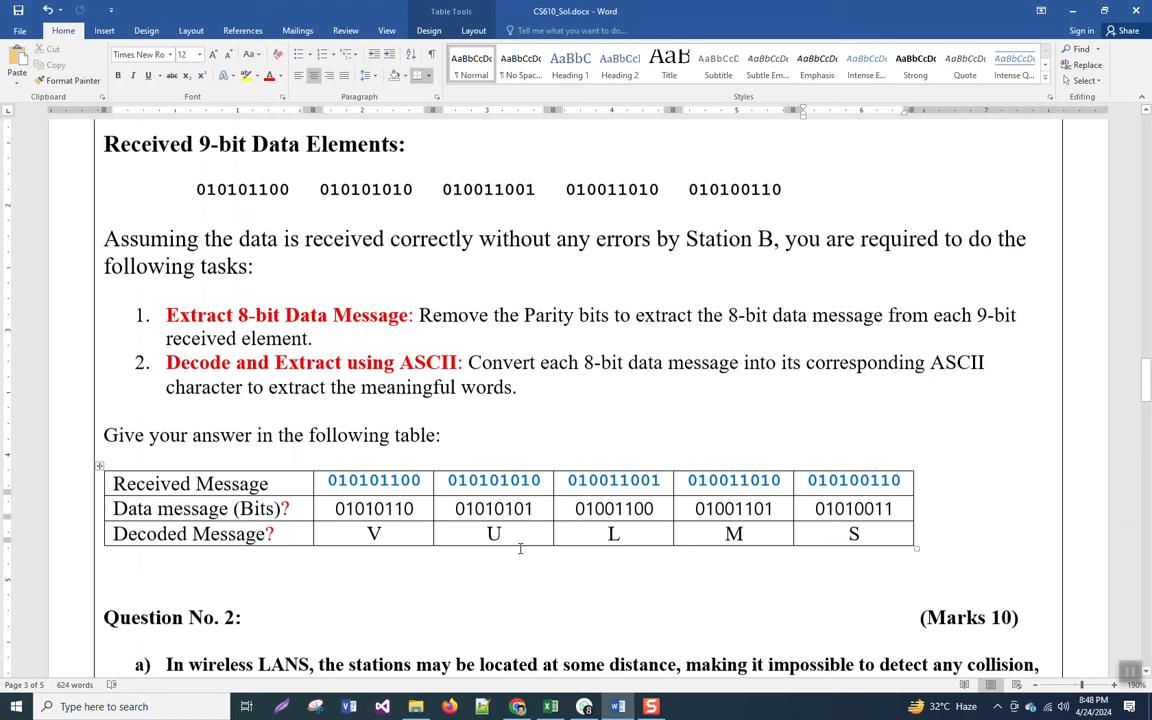 Table Tools
CS610_Sol.docx - Word
File Home Insert Design Layout References Mailings Review View Design Layout Tell me what you want to do... Sign in Share
Paste
Cut
Copy
Format Painter
Times New Ro 12
Clipboard Font Paragraph Styles Editing
AaBbCcDc AaBbCcDc AaBbC AaBbCcC AaB AaBbCcD AaBbCcDc AaBbCcDc AaBbCcDc AaBbCcDc AaBbCcDc AaBbCcDc
¶ Normal ¶ No Spac... Heading 1 Heading 2 Title Subtitle Subtle Em... Emphasis Intense E... Strong Quote Intense Q...
Find
Replace
Select
Received 9-bit Data Elements:
010101100 010101010 010011001 010011010 010100110
Assuming the data is received correctly without any errors by Station B, you are required to do the
following tasks:
1. Extract 8-bit Data Message: Remove the Parity bits to extract the 8-bit data message from each 9-bit
received element.
2. Decode and Extract using ASCII: Convert each 8-bit data message into its corresponding ASCII
character to extract the meaningful words.
Give your answer in the following table:
Received Message 010101100 010101010 010011001 010011010 010100110
Data message (Bits)? 01010110 01010101 01001100 01001101 01010011
Decoded Message? V U L M S
Question No. 2: (Marks 10)
a) In wireless LANS, the stations may be located at some distance, making it impossible to detect any collision,
Page 3 of 5 624 words 190%
Type here to search
32°C Haze
8:48 PM
4/24/2024